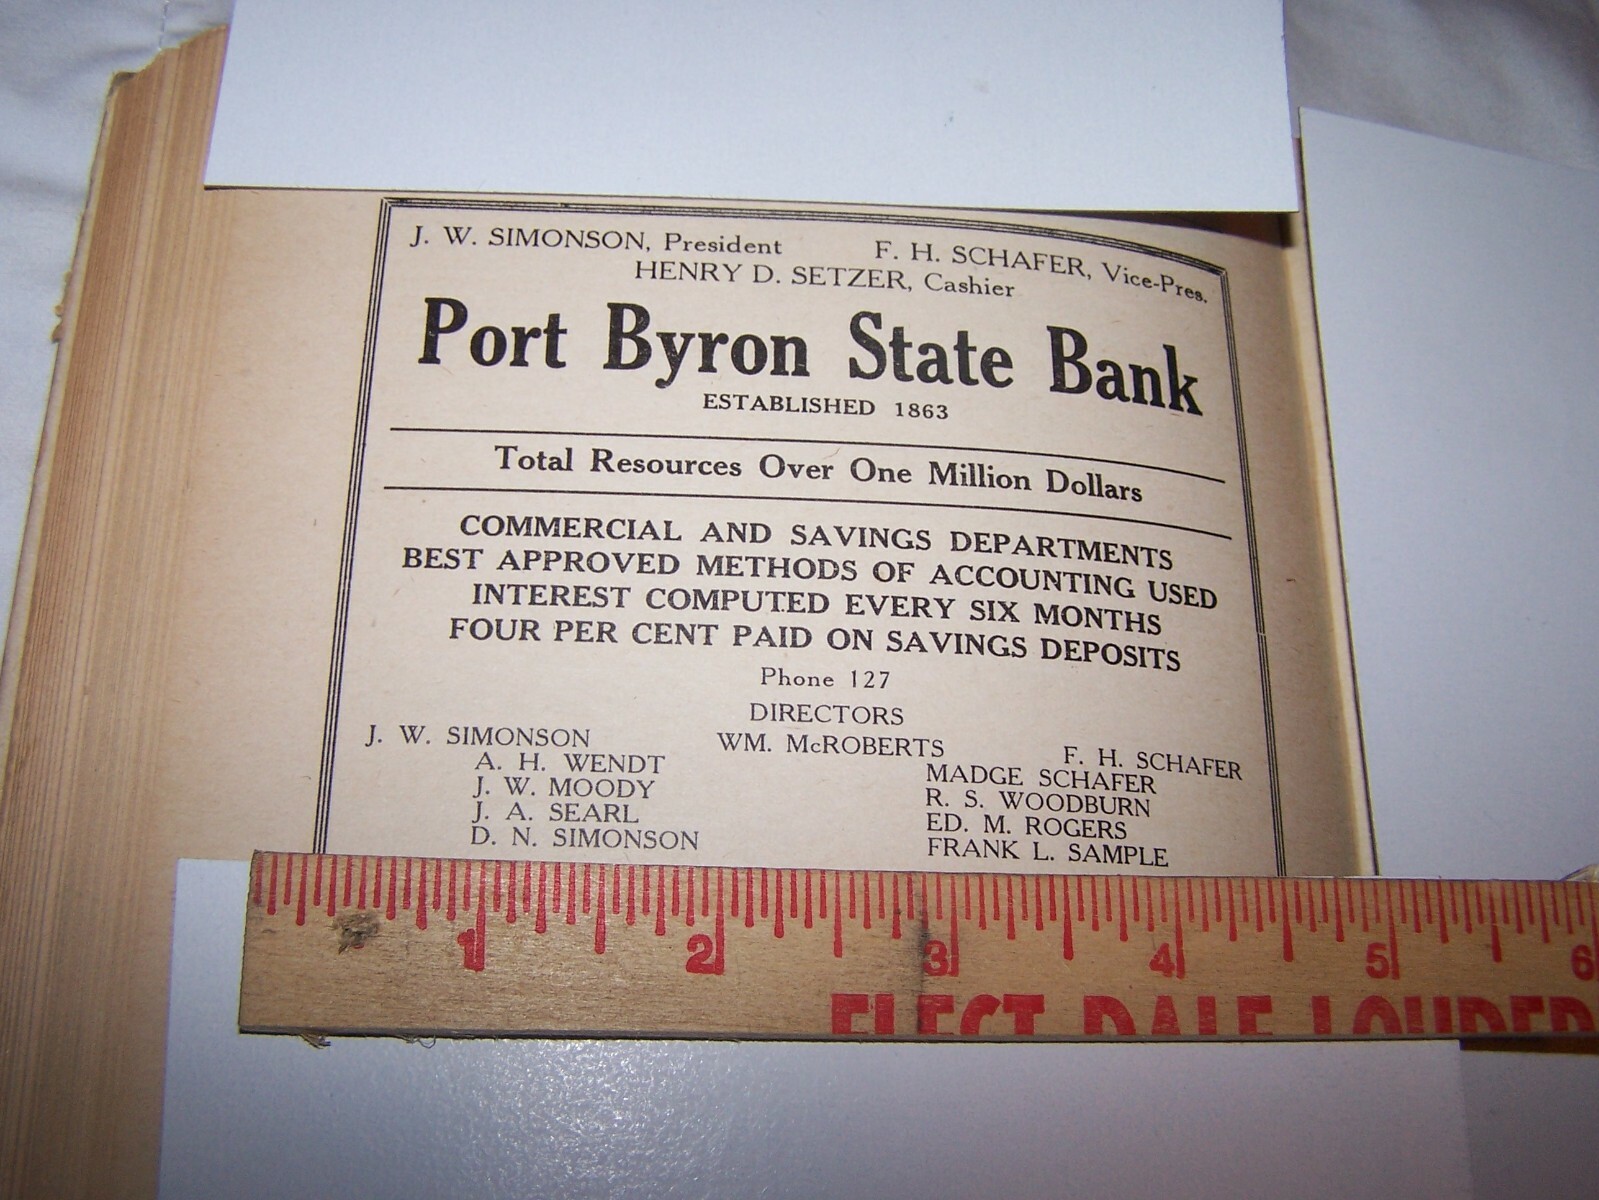 J. W. SIMONSON, President F. H. SCHAFER, Vice-Pres.
HENRY D. SETZER, Cashier
Port Byron State Bank
ESTABLISHED 1863
Total Resources Over One Million Dollars
COMMERCIAL AND SAVINGS DEPARTMENTS
BEST APPROVED METHODS OF ACCOUNTING USED
INTEREST COMPUTED EVERY SIX MONTHS
FOUR PER CENT PAID ON SAVINGS DEPOSITS
Phone 127
DIRECTORS
J. W. SIMONSON WM. McROBERTS F. H. SCHAFER
A. H. WENDT MADGE SCHAFER
J. W. MOODY R. S. WOODBURN
J. A. SEARL ED. M. ROGERS
D. N. SIMONSON FRANK L. SAMPLE
1 2 3 4 5 6
ELECT DALE LOUDER